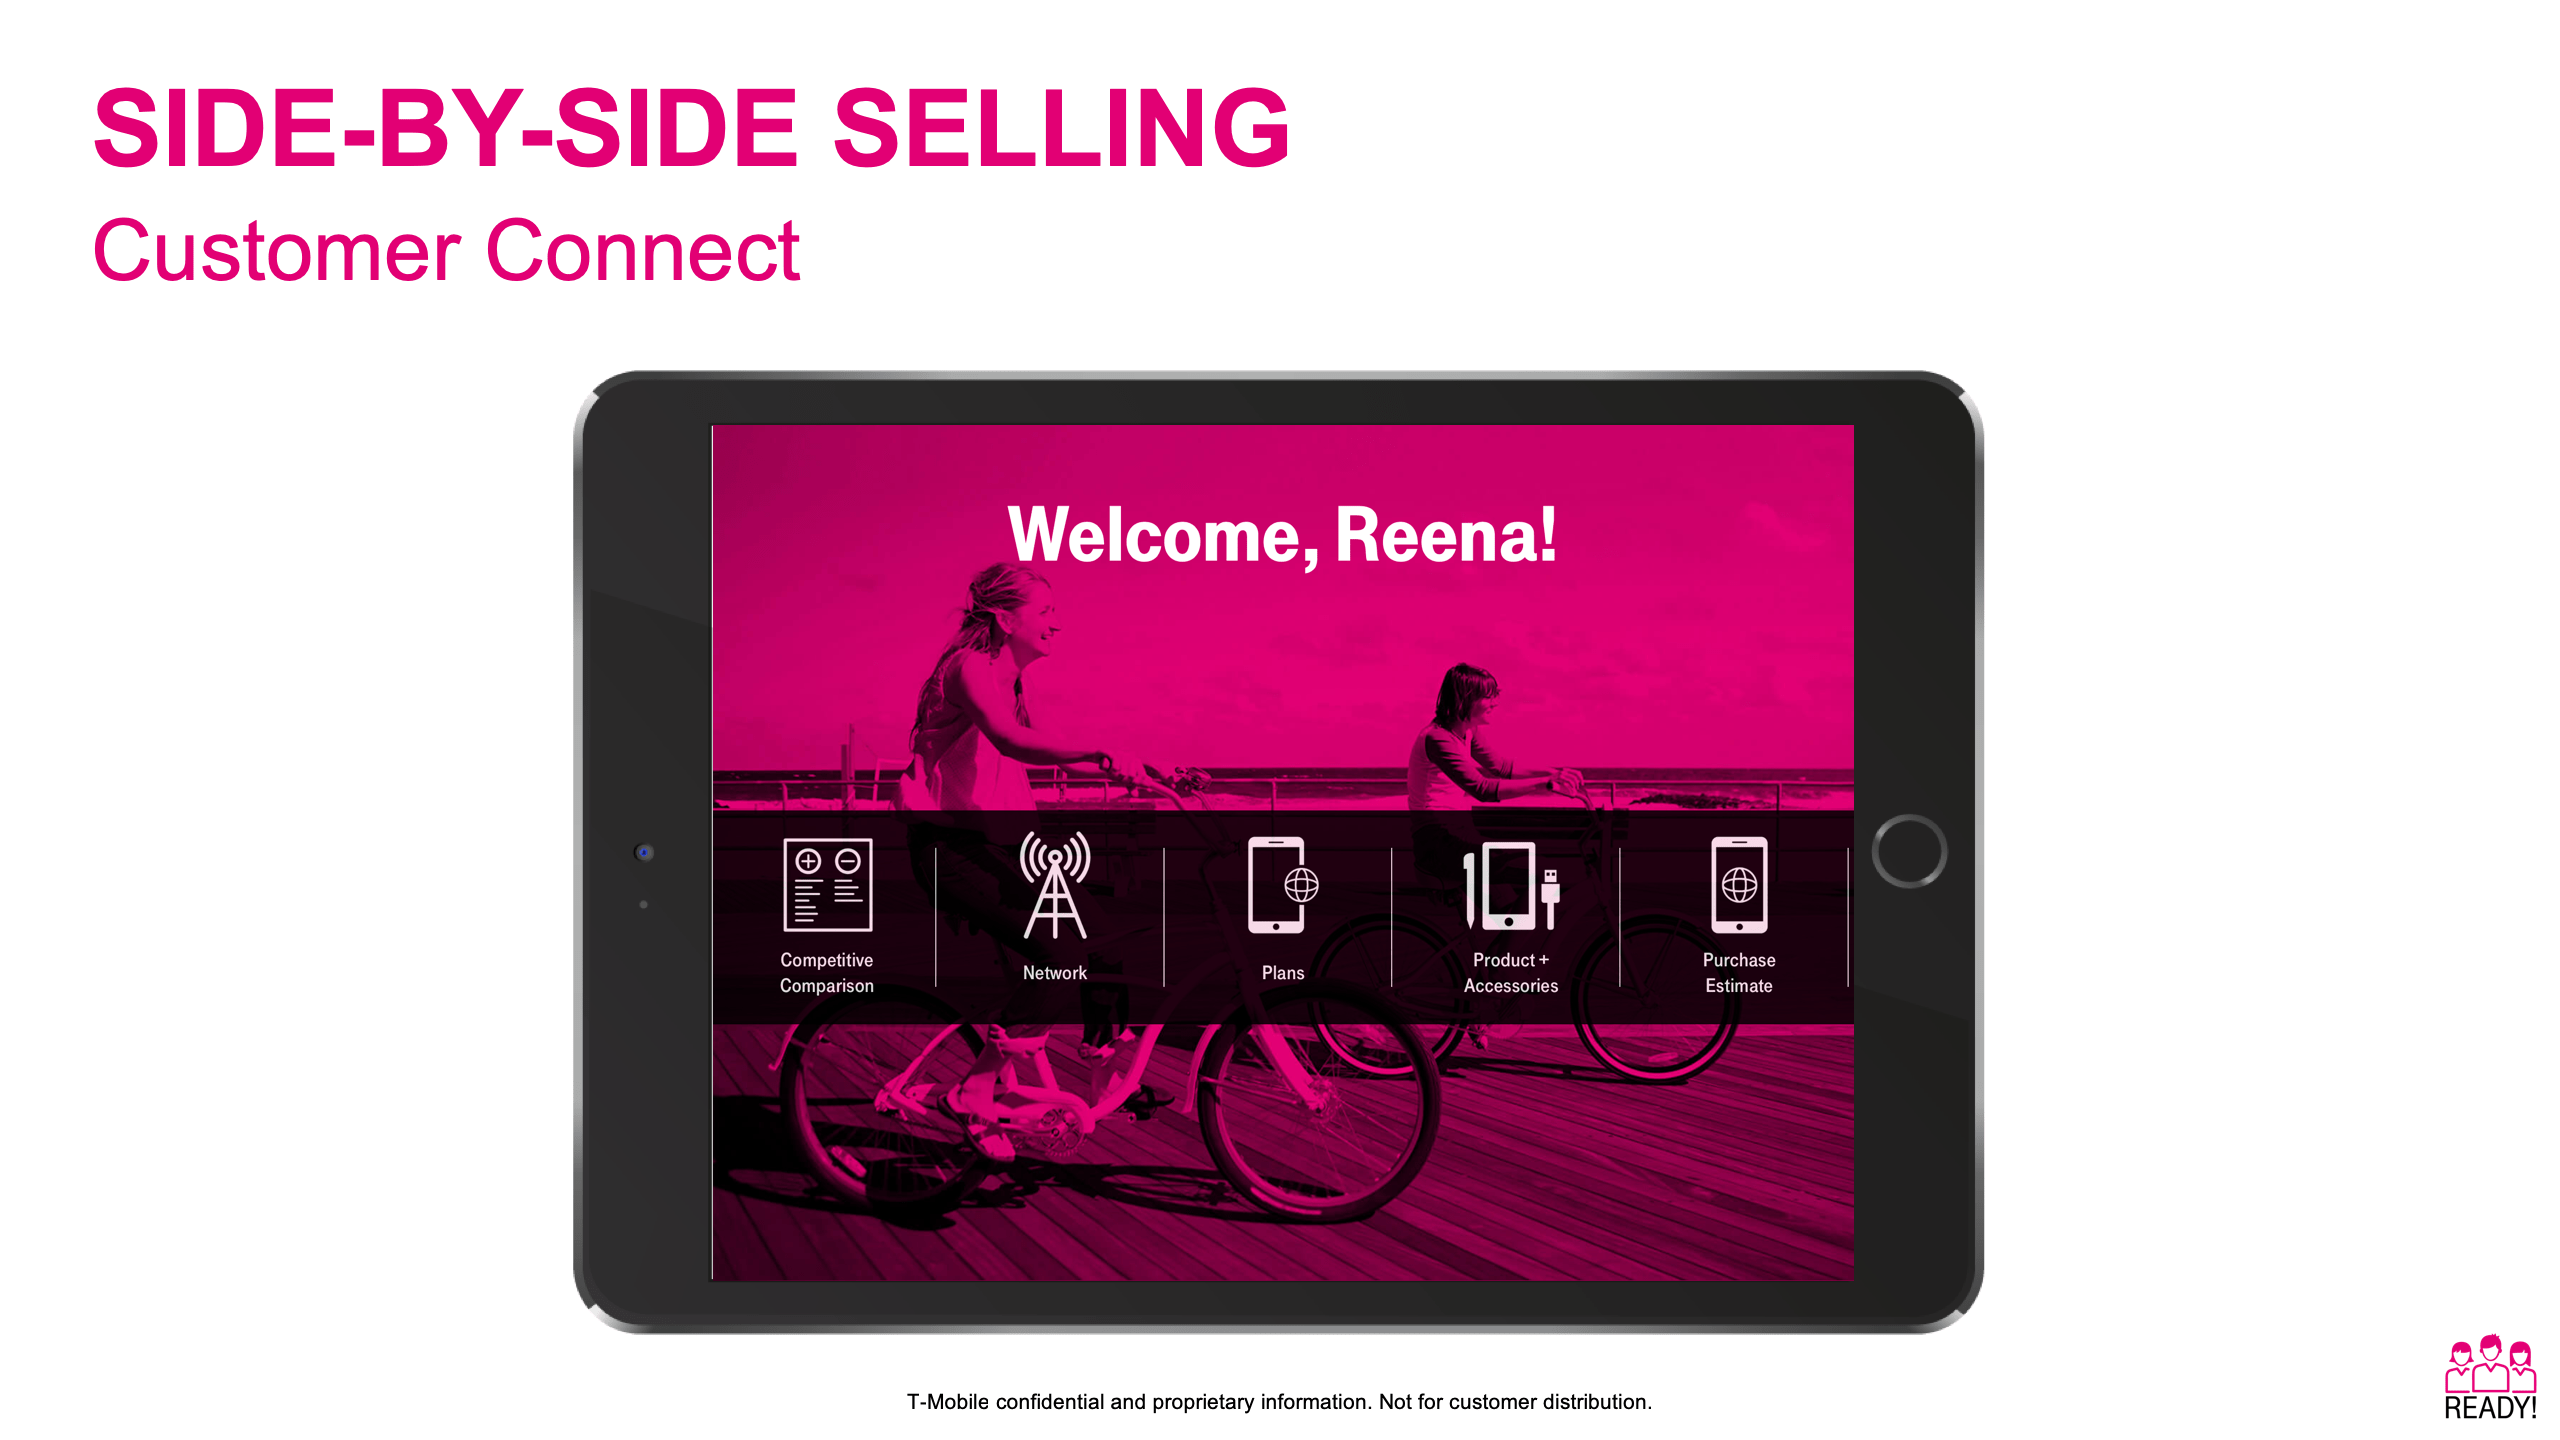 SIDE-BY-SIDE SELLING
Customer Connect
Welcome, Reena!
Competitive
Comparison
Network
Plans
Product +
Accessories
Purchase
Estimate
T-Mobile confidential and proprietary information. Not for customer distribution.
READY!